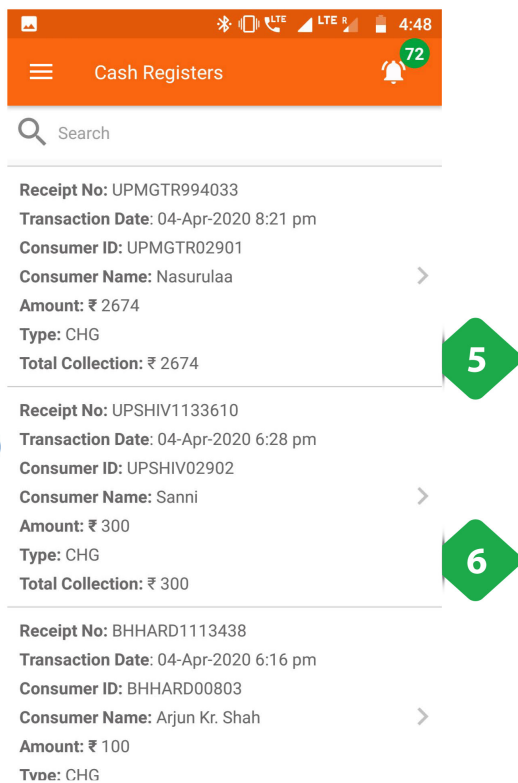 4:48
LTE LTE R
Cash Registers
72
Search
Receipt No: UPMGTR994033
Transaction Date: 04-Apr-2020 8:21 pm
Consumer ID: UPMGTR02901
Consumer Name: Nasurulaa
Amount: ₹ 2674
Type: CHG
Total Collection: ₹ 2674
5
Receipt No: UPSHIV1133610
Transaction Date: 04-Apr-2020 6:28 pm
Consumer ID: UPSHIV02902
Consumer Name: Sanni
Amount: ₹ 300
Type: CHG
Total Collection: ₹ 300
6
Receipt No: BHHARD1113438
Transaction Date: 04-Apr-2020 6:16 pm
Consumer ID: BHHARD00803
Consumer Name: Arjun Kr. Shah
Amount: ₹ 100
Type: CHG